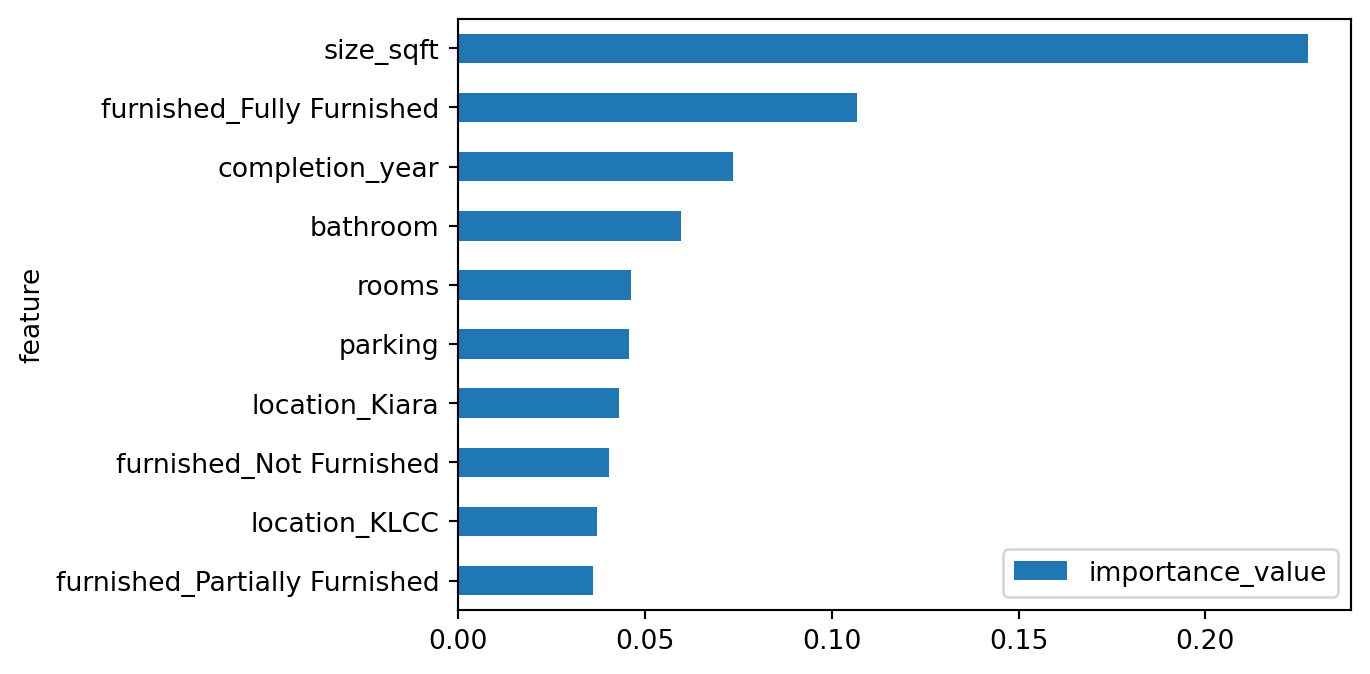 size_sqft
furnished_Fully Furnished
completion_year
bathroom
rooms
parking
location_Kiara
furnished_Not Furnished
location_KLCC
furnished_Partially Furnished
feature
importance_value
0.00 0.05 0.10 0.15 0.20